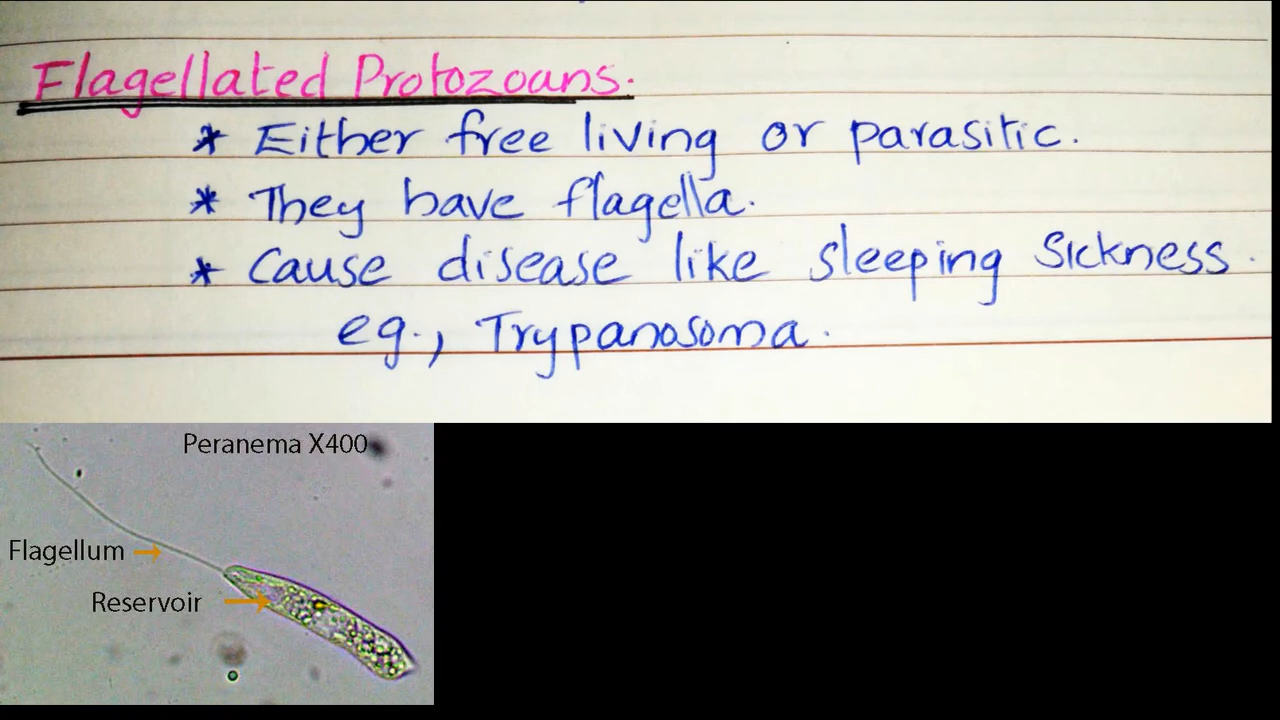 Flagellated Protozoans.
* Either free living or parasitic.
* They have flagella.
* Cause disease like sleeping Sickness.
eg., Trypanosoma.
Peranema X400
Flagellum
Reservoir